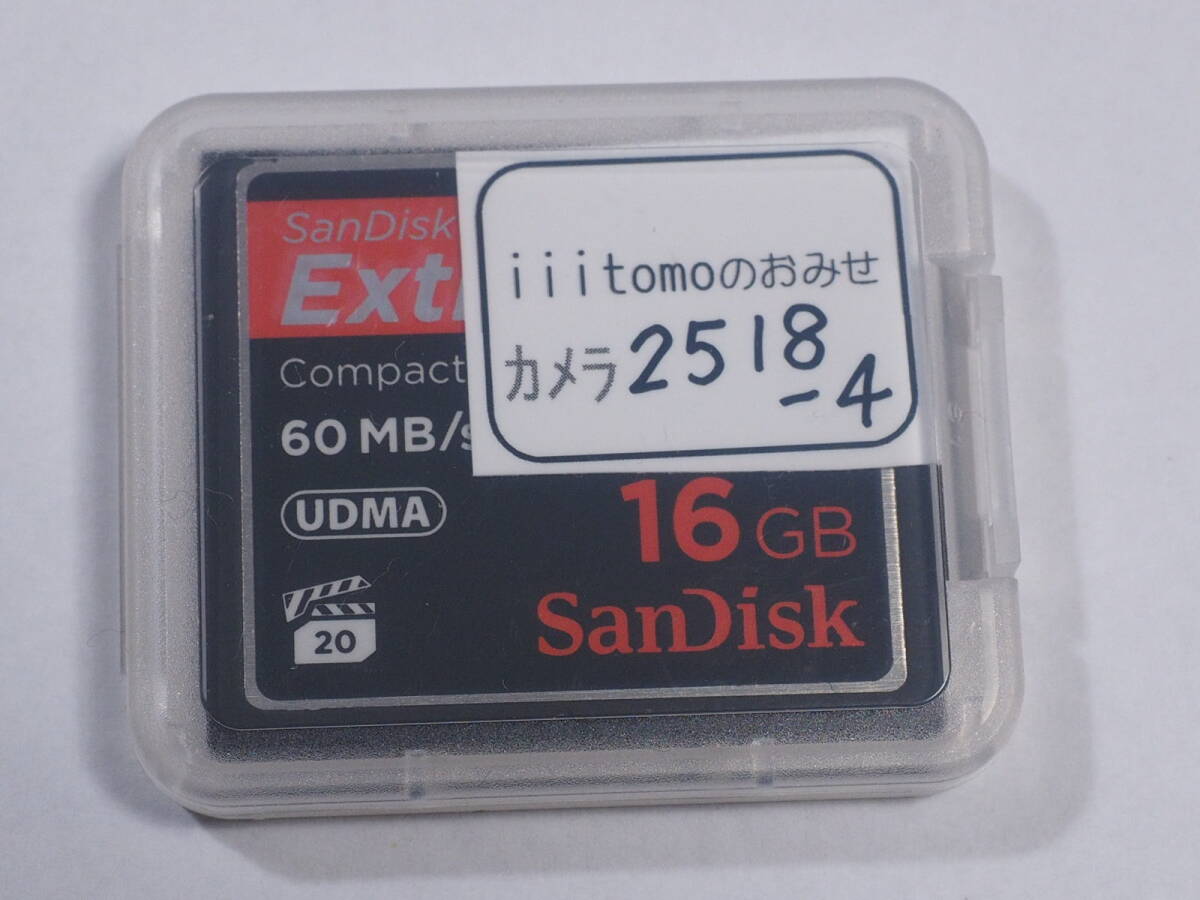 SanDisk
Ext
iiitomoのおみせ
カメラ2518
-4
Compact
60 MB/s
UDMA
16 GB
20
SanDisk